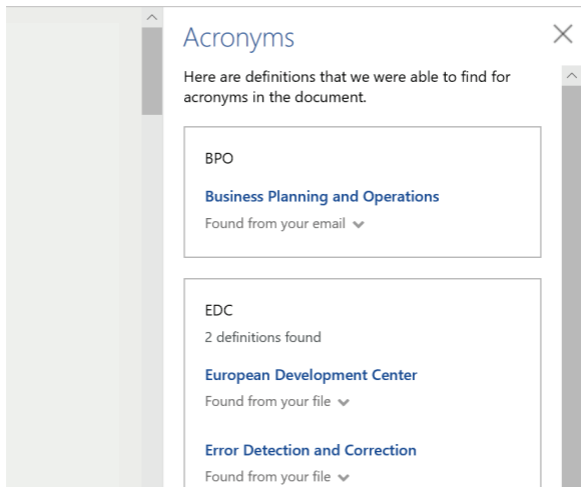 Acronyms
Here are definitions that we were able to find for
acronyms in the document.
BPO
Business Planning and Operations
Found from your email
EDC
2 definitions found
European Development Center
Found from your file
Error Detection and Correction
Found from your file